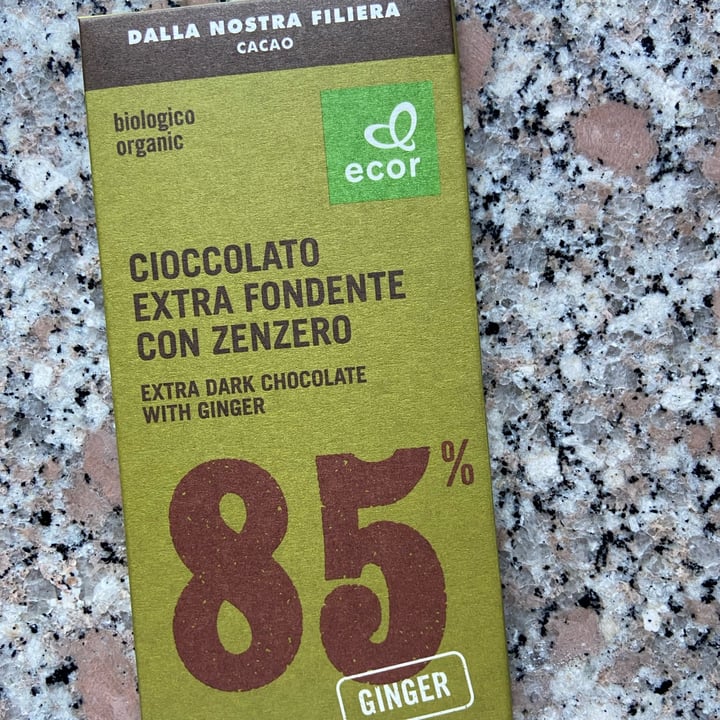 DALLA NOSTRA FILIERA
CACAO
biologico
organic
ecor
CIOCCOLATO
EXTRA FONDENTE
CON ZENZERO
EXTRA DARK CHOCOLATE
WITH GINGER
85%
GINGER